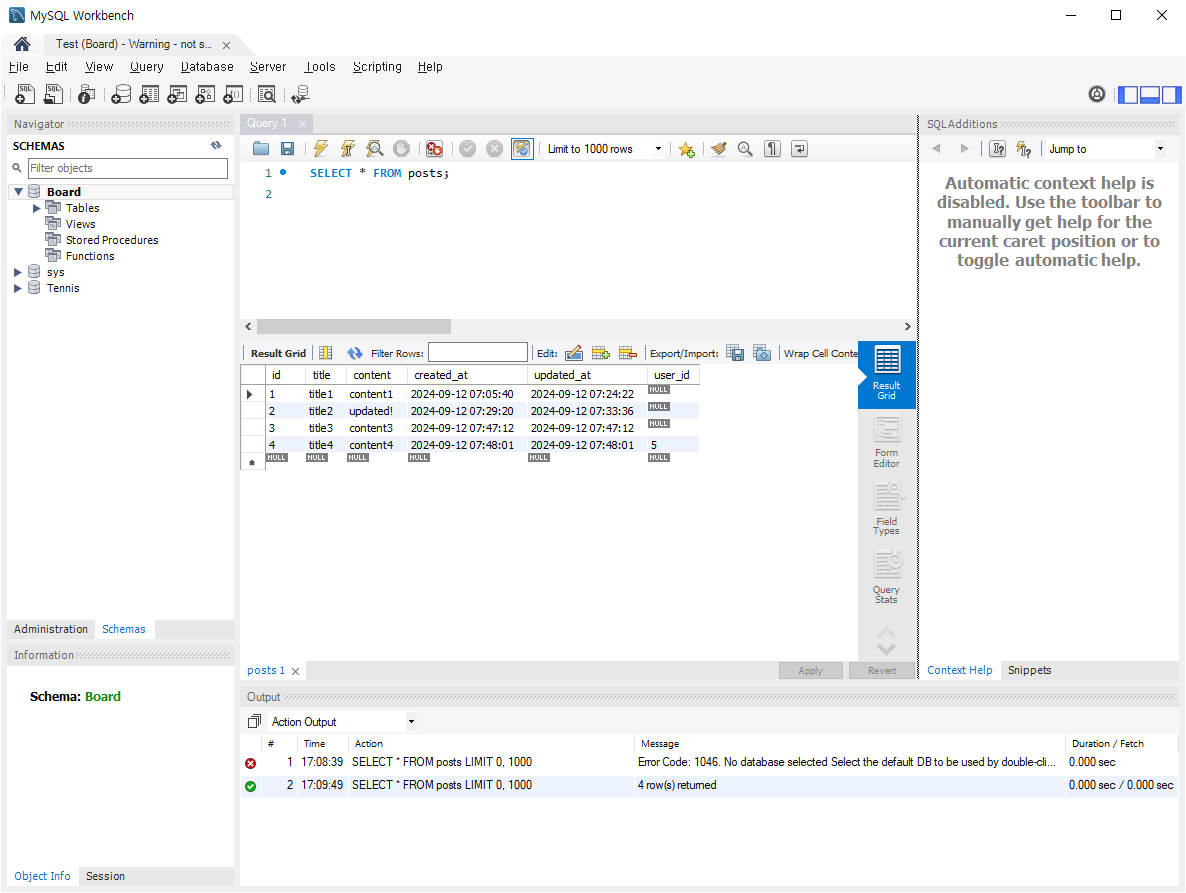 MySQL Workbench
Test (Board) - Warning - not s...
File Edit View Query Database Server Tools Scripting Help
Navigator
SCHEMAS
Filter objects
Board
Tables
Views
Stored Procedures
Functions
sys
Tennis
Administration Schemas
Information
Schema: Board
Object Info Session
Query 1
Limit to 1000 rows
1 SELECT * FROM posts;
2
Result Grid Filter Rows: Edit: Export/Import: Wrap Cell Conte
id title content created_at updated_at user_id
1 title1 content1 2024-09-12 07:05:40 2024-09-12 07:24:22 NULL
2 title2 updated! 2024-09-12 07:29:20 2024-09-12 07:33:36 NULL
3 title3 content3 2024-09-12 07:47:12 2024-09-12 07:47:12 NULL
4 title4 content4 2024-09-12 07:48:01 2024-09-12 07:48:01 5
NULL NULL NULL NULL NULL NULL
Result
Grid
Form
Editor
Field
Types
Query
Stats
posts 1
Apply Revert
SQLAdditions
Jump to
Automatic context help is
disabled. Use the toolbar to
manually get help for the
current caret position or to
toggle automatic help.
Context Help Snippets
Output
Action Output
# Time Action Message Duration / Fetch
1 17:08:39 SELECT * FROM posts LIMIT 0, 1000 Error Code: 1046. No database selected Select the default DB to be used by double-cli... 0.000 sec
2 17:09:49 SELECT * FROM posts LIMIT 0, 1000 4 row(s) returned 0.000 sec / 0.000 sec